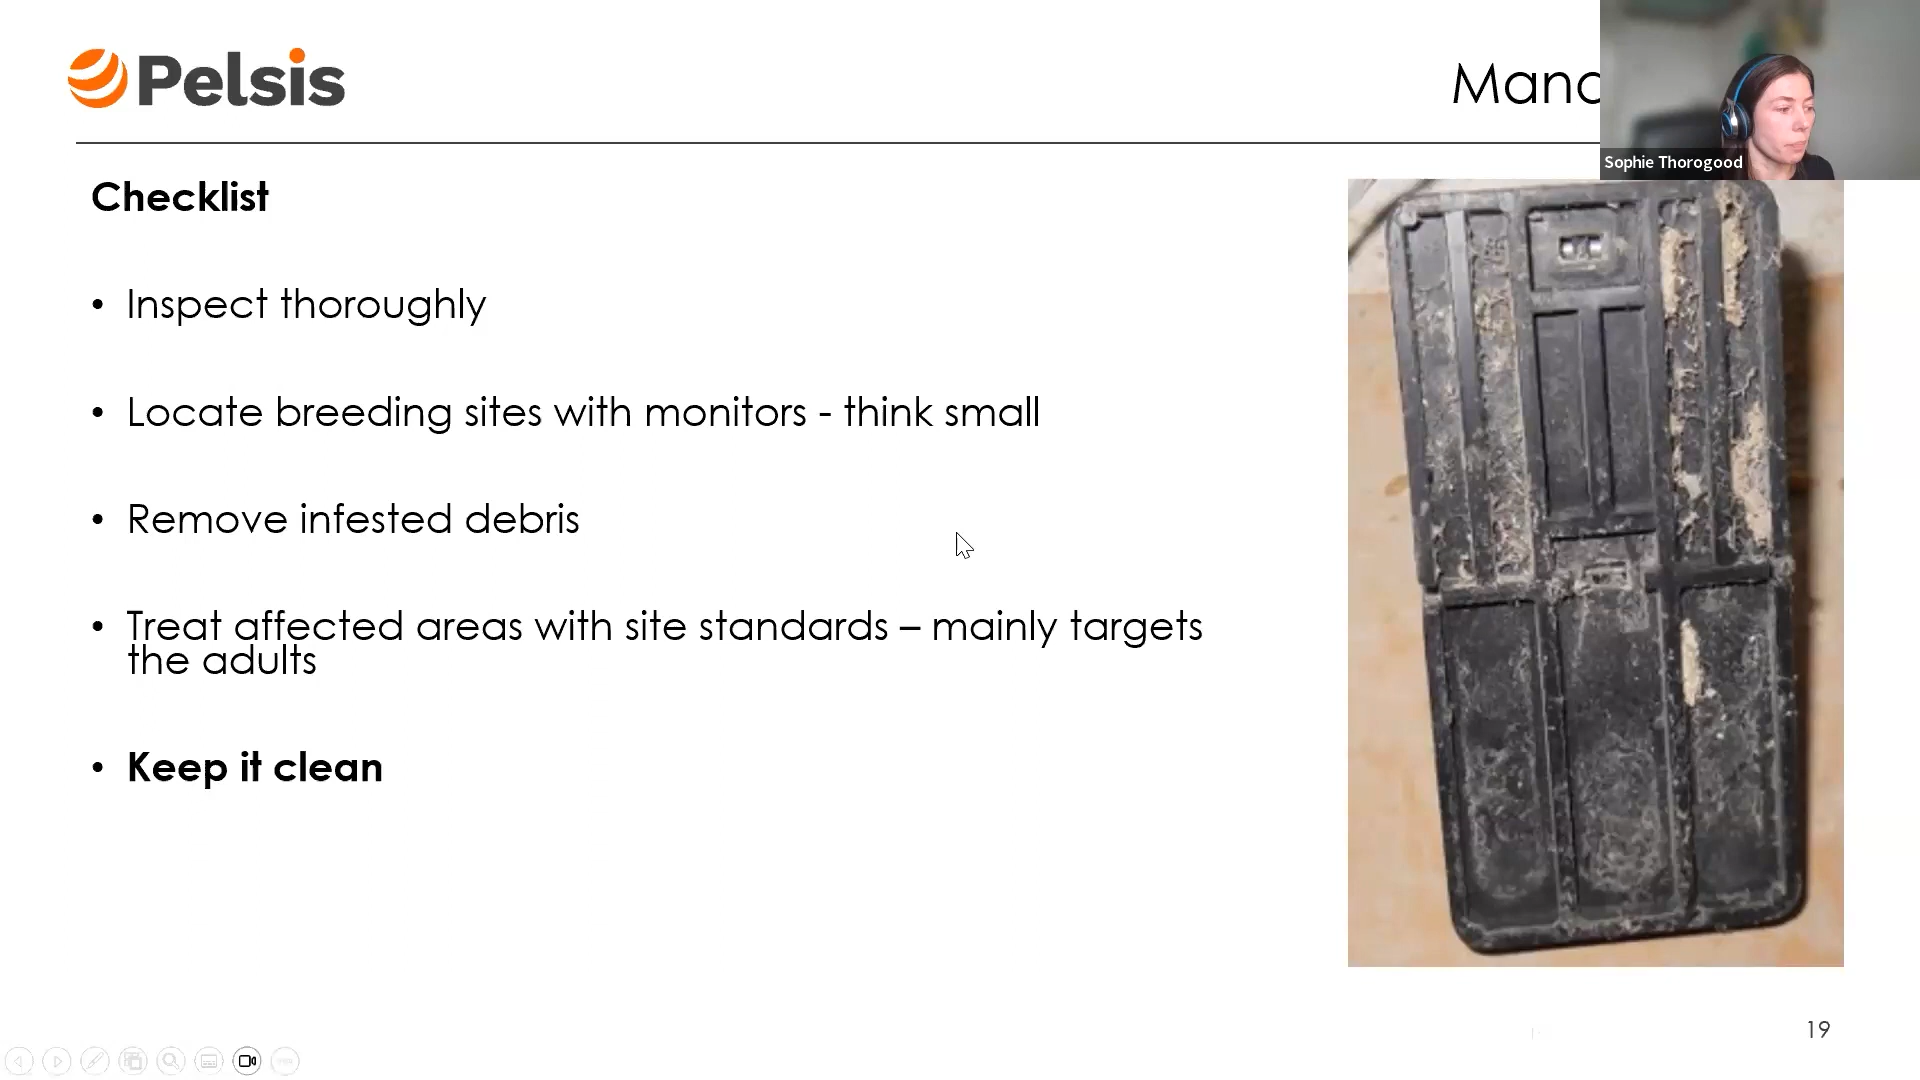 Pelsis
Mana
Sophie Thorogood
Checklist
• Inspect thoroughly
• Locate breeding sites with monitors - think small
• Remove infested debris
• Treat affected areas with site standards – mainly targets
the adults
• Keep it clean
19